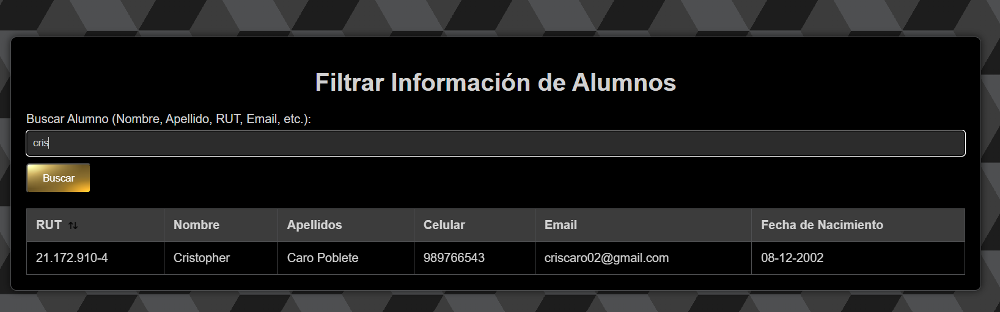 Filtrar Información de Alumnos
Buscar Alumno (Nombre, Apellido, RUT, Email, etc.):
cris
Buscar
RUT Nombre Apellidos Celular Email Fecha de Nacimiento
21.172.910-4 Cristopher Caro Poblete 989766543 criscaro02@gmail.com 08-12-2002